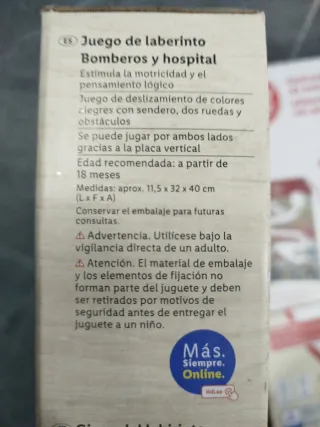 ES Juego de laberinto
Bomberos y hospital
Estimula la motricidad y el
pensamiento lógico
Juego de deslizamiento de colores
alegres con sendero, dos ruedas y
obstáculos
Se puede jugar por ambos lados
gracias a la placa vertical
Edad recomendada: a partir de
18 meses
Medidas: aprox. 11,5 x 32 x 40 cm
(L x F x A)
Conservar el embalaje para futuras
consultas.
Advertencia. Utilícese bajo la
vigilancia directa de un adulto.
Atención. El material de embalaje
y los elementos de fijación no
forman parte del juguete y deben
ser retirados por motivos de
seguridad antes de entregar el
juguete a un niño.
Más.
Siempre.
Online.